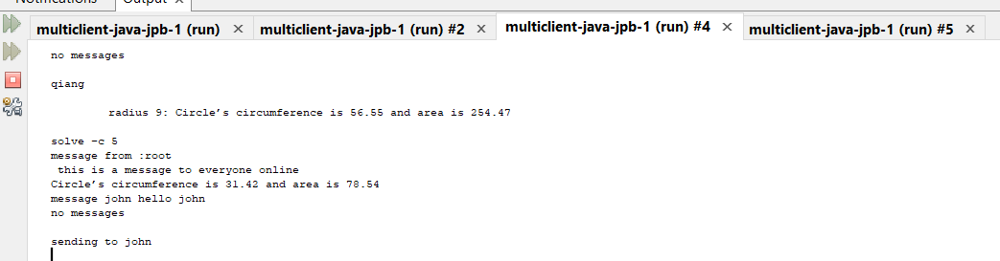 Notifications Output
multiclient-java-jpb-1 (run) multiclient-java-jpb-1 (run) #2 multiclient-java-jpb-1 (run) #4 multiclient-java-jpb-1 (run) #5
no messages
qiang
radius 9: Circle’s circumference is 56.55 and area is 254.47
solve -c 5
message from :root
this is a message to everyone online
Circle’s circumference is 31.42 and area is 78.54
message john hello john
no messages
sending to john